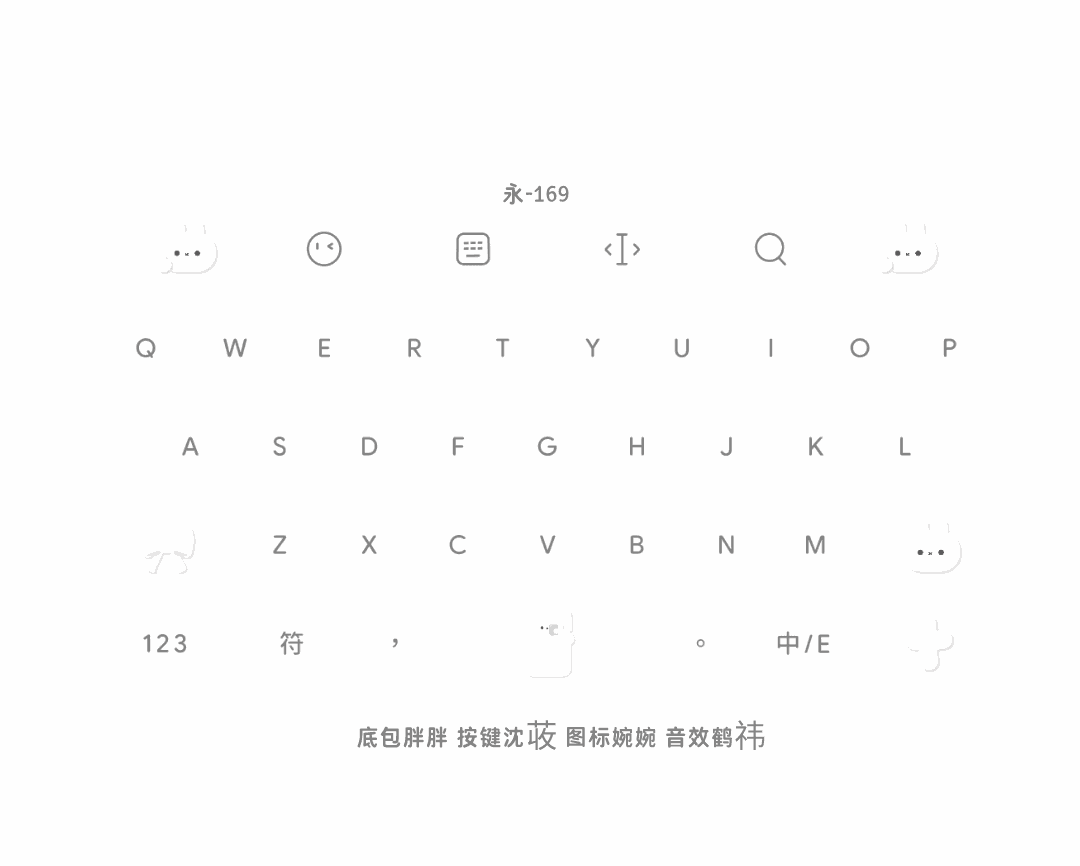 永-169
Q W E R T Y U I O P
A S D F G H J K L
Z X C V B N M
123 符 ， 。 中/E
底包胖胖 按键沈荍 图标婉婉 音效鹤祎